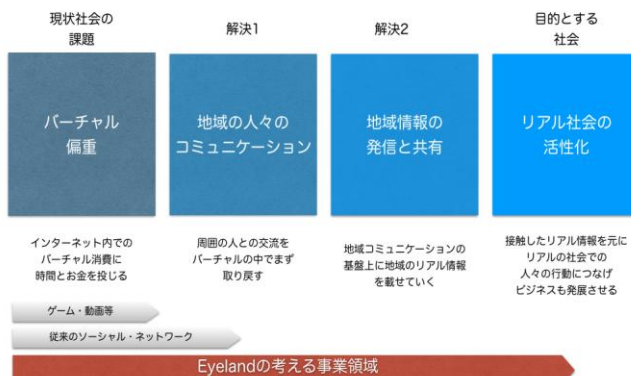 現状社会の
課題
解決1
解決2
目的とする
社会
バーチャル
偏重
地域の人々の
コミュニケーション
地域情報の
発信と共有
リアル社会の
活性化
インターネット内での
バーチャル消費に
時間とお金を投じる
周囲の人との交流を
バーチャルの中でまず
取り戻す
地域コミュニケーションの
基盤上に地域のリアル情報
を載せていく
接触したリアル情報を元に
リアルの社会での
人々の行動につなげ
ビジネスも発展させる
ゲーム・動画等
従来のソーシャル・ネットワーク
Eyelandの考える事業領域